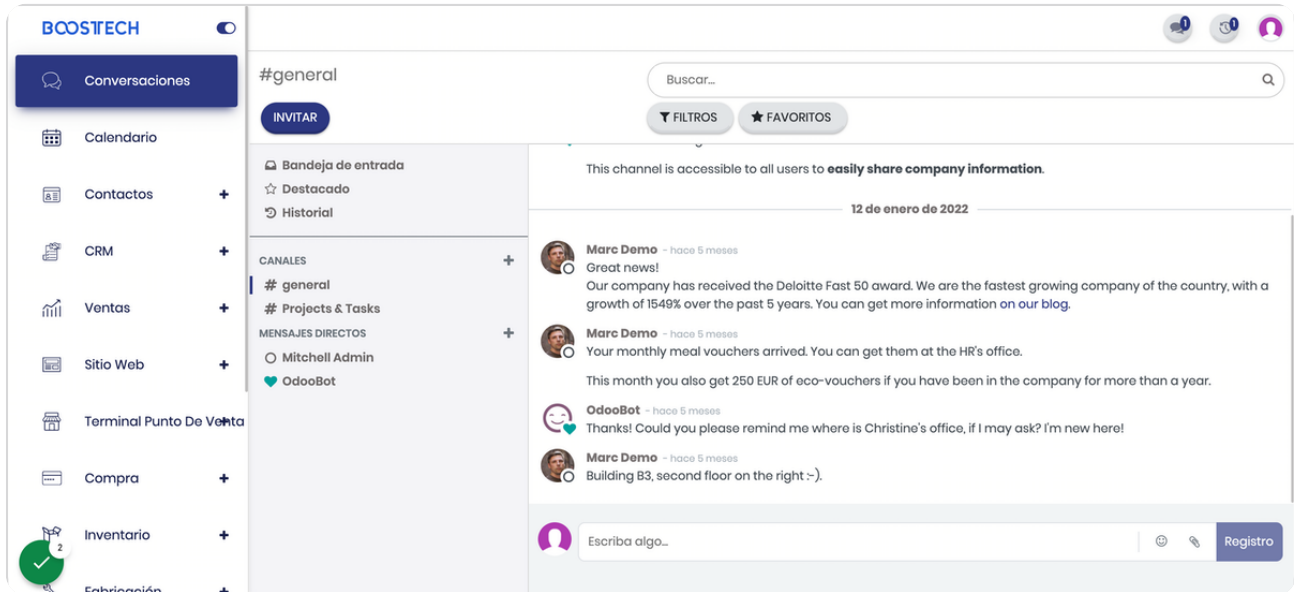 BOOSTECH
1
1
Conversaciones
Calendario
Contactos +
CRM +
Ventas +
Sitio Web +
Terminal Punto De Venta +
Compra +
Inventario +
2
Fabricación +
#general
INVITAR
Buscar...
FILTROS
FAVORITOS
Bandeja de entrada
Destacado
Historial
CANALES +
# general
# Projects & Tasks
MENSAJES DIRECTOS +
Mitchell Admin
OdooBot
This channel is accessible to all users to easily share company information.
12 de enero de 2022
Marc Demo - hace 5 meses
Great news!
Our company has received the Deloitte Fast 50 award. We are the fastest growing company of the country, with a
growth of 1549% over the past 5 years. You can get more information on our blog.
Marc Demo - hace 5 meses
Your monthly meal vouchers arrived. You can get them at the HR's office.
This month you also get 250 EUR of eco-vouchers if you have been in the company for more than a year.
OdooBot - hace 5 meses
Thanks! Could you please remind me where is Christine's office, if I may ask? I'm new here!
Marc Demo - hace 5 meses
Building B3, second floor on the right :-).
Escriba algo...
Registro